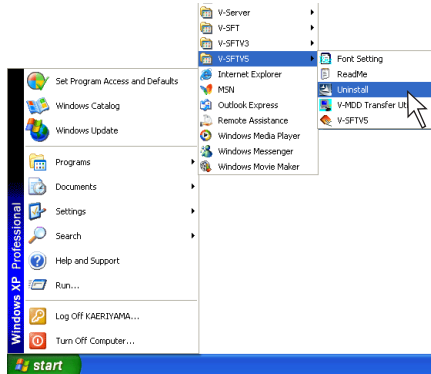 V-Server
V-SFT
V-SFTV3
V-SFTV5
Internet Explorer
MSN
Outlook Express
Remote Assistance
Windows Media Player
Windows Messenger
Windows Movie Maker
Font Setting
ReadMe
Uninstall
V-MDD Transfer Ut
V-SFTV5
Set Program Access and Defaults
Windows Catalog
Windows Update
Programs
Documents
Settings
Search
Help and Support
Run...
Log Off KAERIYAMA...
Turn Off Computer...
Windows XP Professional
start